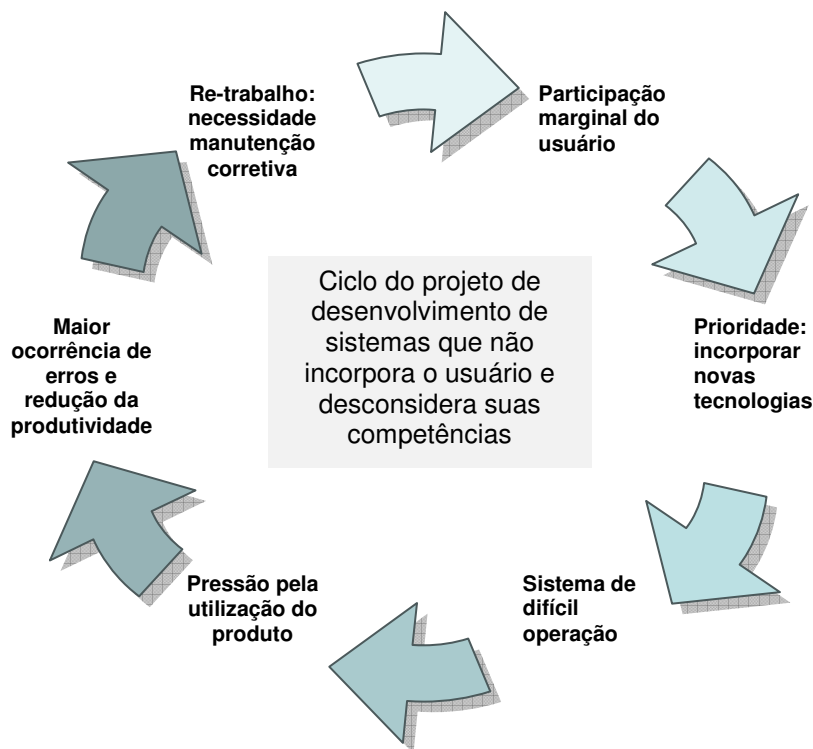 Re-trabalho:
necessidade
manutenção
corretiva
Participação
marginal do
usuário
Prioridade:
incorporar
novas
tecnologias
Sistema de
difícil
operação
Pressão pela
utilização do
produto
Maior
ocorrência de
erros e
redução da
produtividade
Ciclo do projeto de
desenvolvimento de
sistemas que não
incorpora o usuário e
desconsidera suas
competências